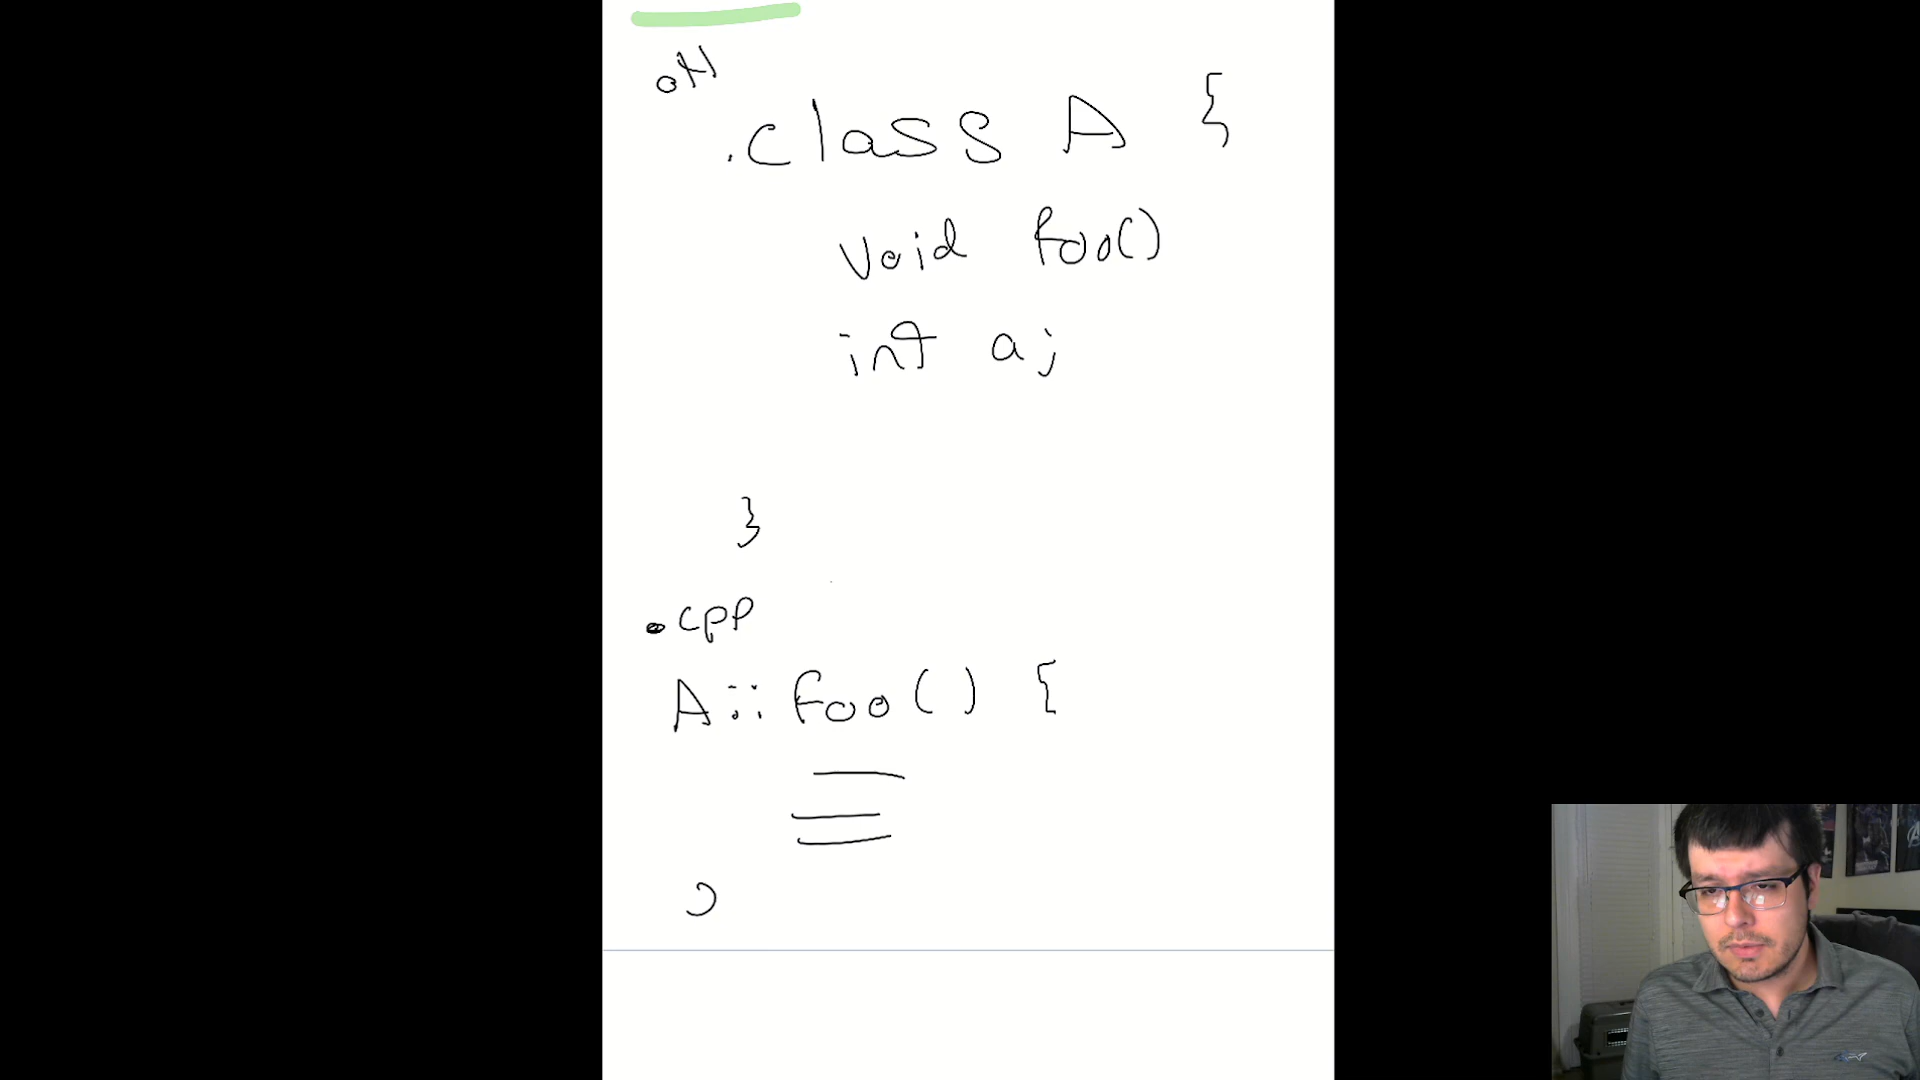 .H
.class A {
void foo()
int a;
}
.cpp
A::foo() {